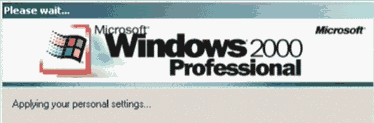 Please wait...
Microsoft Microsoft
Windows 2000
Professional
Applying your personal settings...